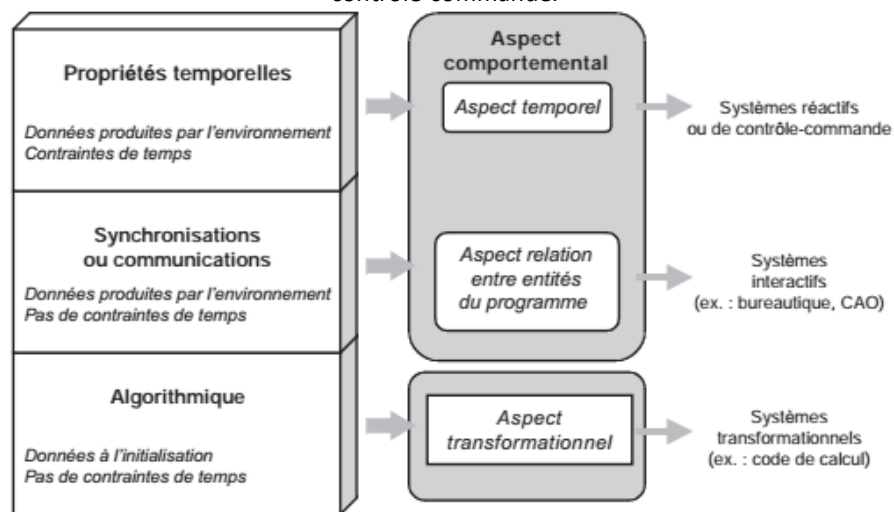 contrôle-commande.
Propriétés temporelles
Données produites par l'environnement
Contraintes de temps
Synchronisations
ou communications
Données produites par l'environnement
Pas de contraintes de temps
Algorithmique
Données à l'initialisation
Pas de contraintes de temps
Aspect
comportemental
Aspect temporel
Aspect relation
entre entités
du programme
Aspect
transformationnel
Systèmes réactifs
ou de contrôle-commande
Systèmes
interactifs
(ex. : bureautique, CAO)
Systèmes
transformationnels
(ex. : code de calcul)